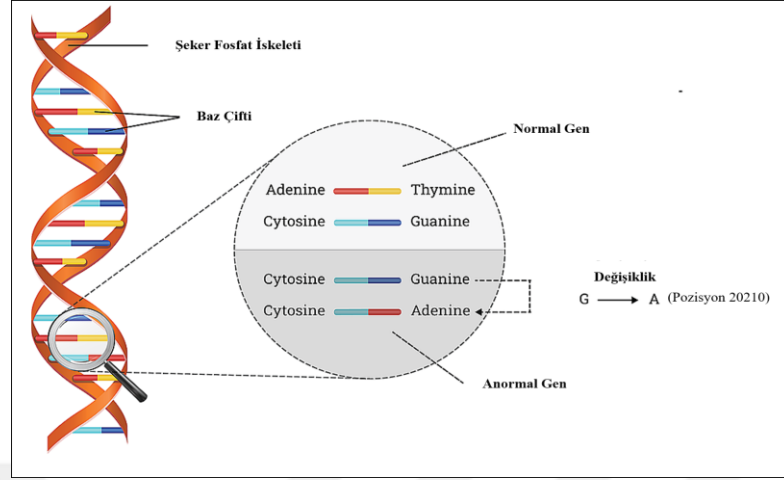 Şeker Fosfat İskeleti
Baz Çifti
Normal Gen
Adenine Thymine
Cytosine Guanine
Cytosine Guanine
Cytosine Adenine
Değişiklik
G → A (Pozisyon 20210)
Anormal Gen